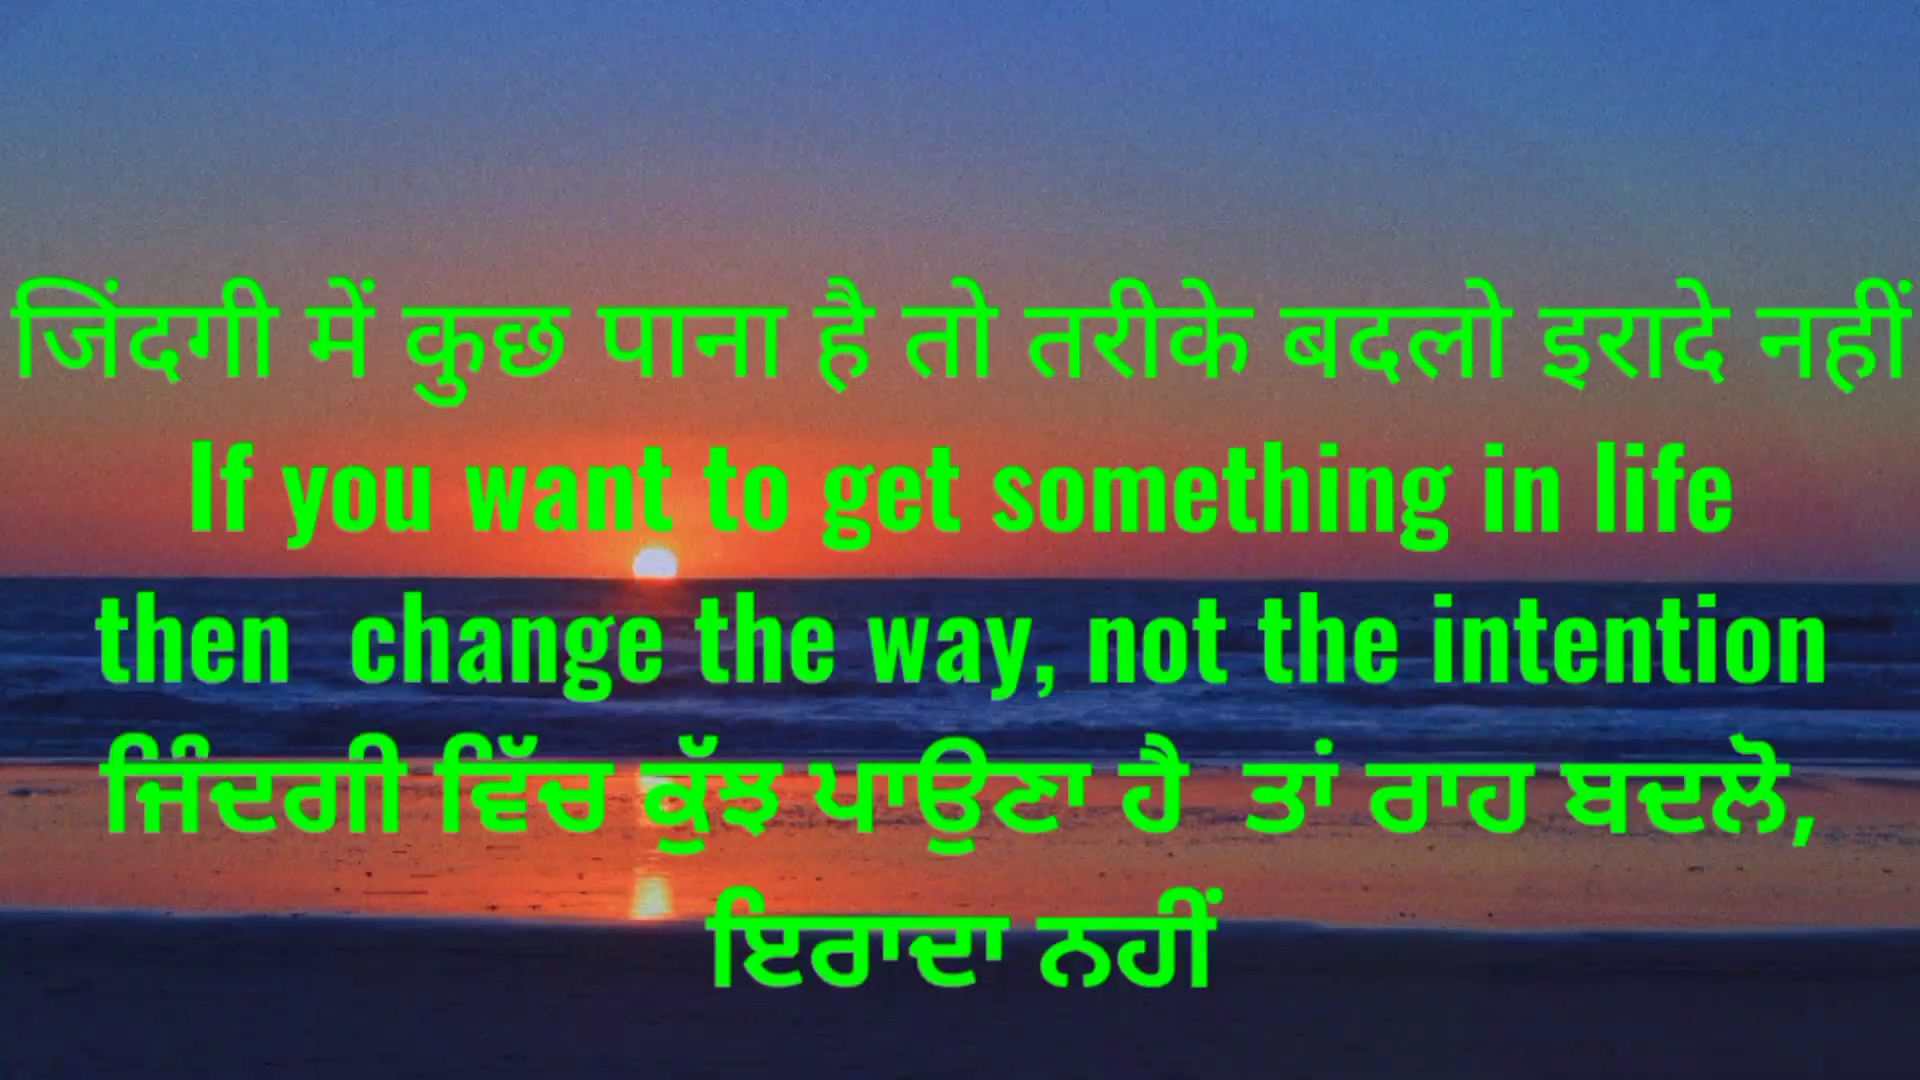 जिंदगी में कुछ पाना है तो तरीके बदलो इरादे नहीं
If you want to get something in life
then  change the way, not the intention
ਜਿੰਦਗੀ ਵਿੱਚ ਕੁੱਝ ਪਾਉਣਾ ਹੈ  ਤਾਂ ਰਾਹ ਬਦਲੋ,
ਇਰਾਦਾ ਨਹੀਂ